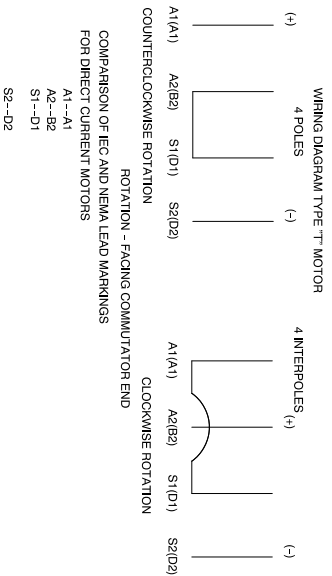 WIRING DIAGRAM TYPE "T" MOTOR
4 POLES
4 INTERPOLES
(+)
(-)
(+)
(-)
A1(A1)
A2(B2)
S1(D1)
S2(D2)
A1(A1)
A2(B2)
S1(D1)
S2(D2)
COUNTERCLOCKWISE ROTATION
CLOCKWISE ROTATION
ROTATION - FACING COMMUTATOR END
COMPARISON OF IEC AND NEMA LEAD MARKINGS
FOR DIRECT CURRENT MOTORS
A1--A1
A2--B2
S1--D1
S2--D2